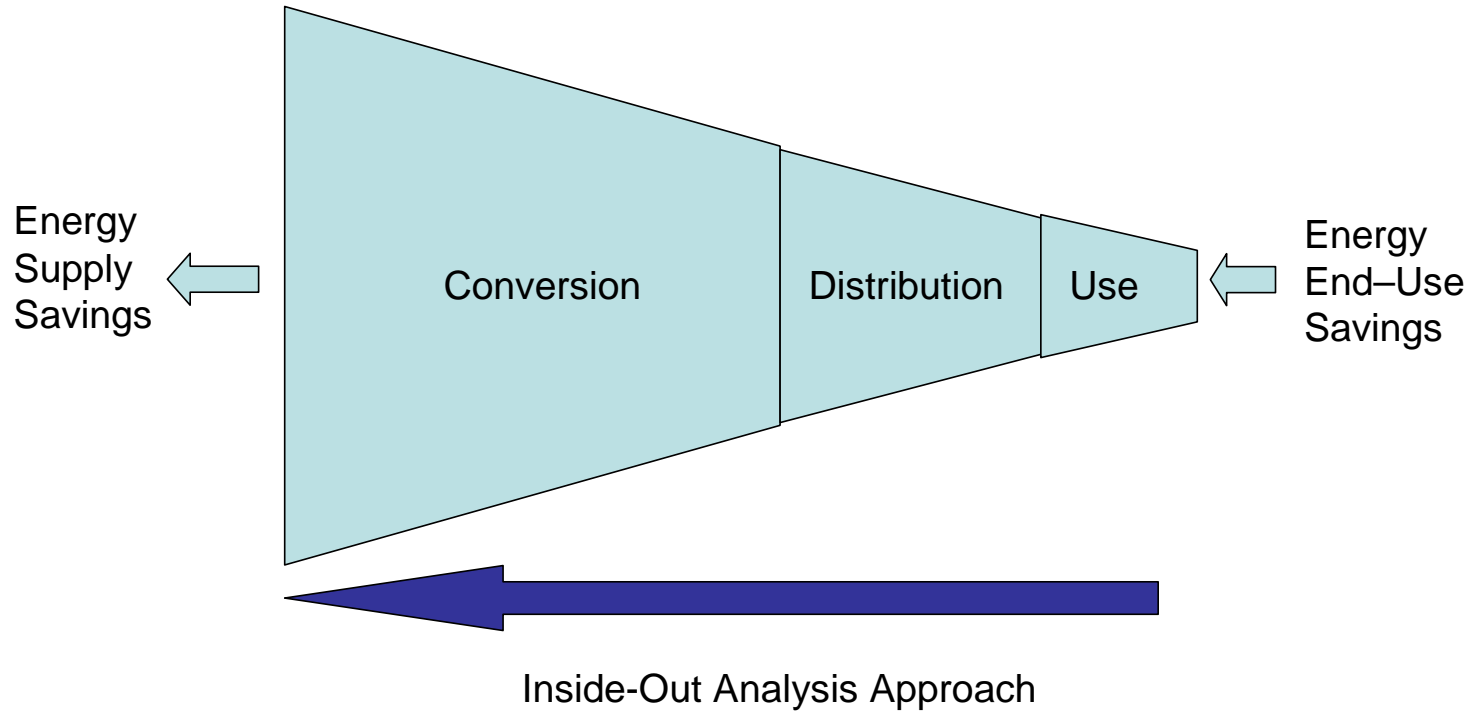 Energy
Supply
Savings
Conversion
Distribution
Use
Energy
End–Use
Savings
Inside-Out Analysis Approach